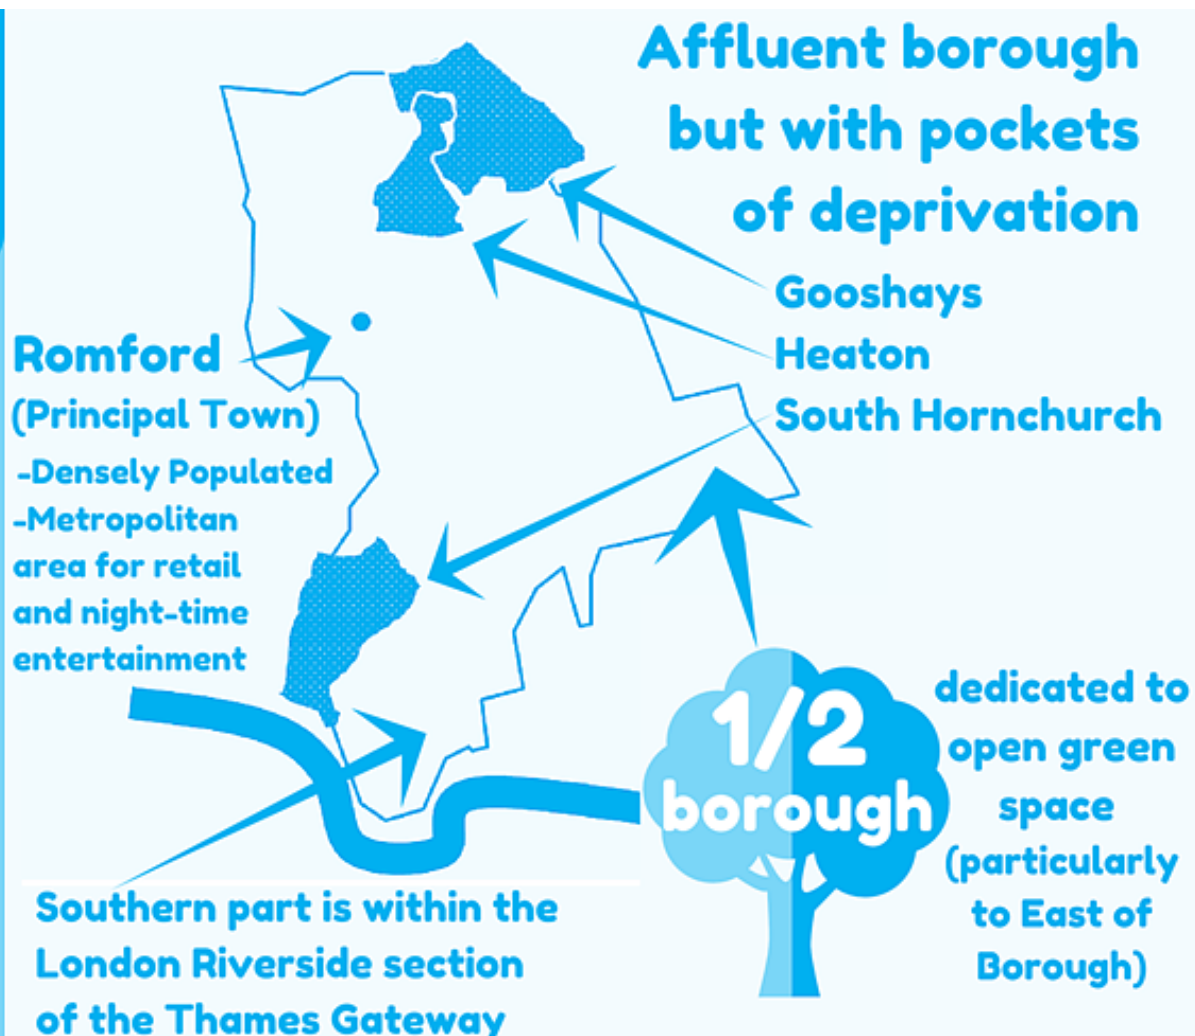 Affluent borough
but with pockets
of deprivation
Gooshays
Heaton
South Hornchurch
Romford
(Principal Town)
-Densely Populated
-Metropolitan
area for retail
and night-time
entertainment
1/2
borough
dedicated to
open green
space
(particularly
to East of
Borough)
Southern part is within the
London Riverside section
of the Thames Gateway